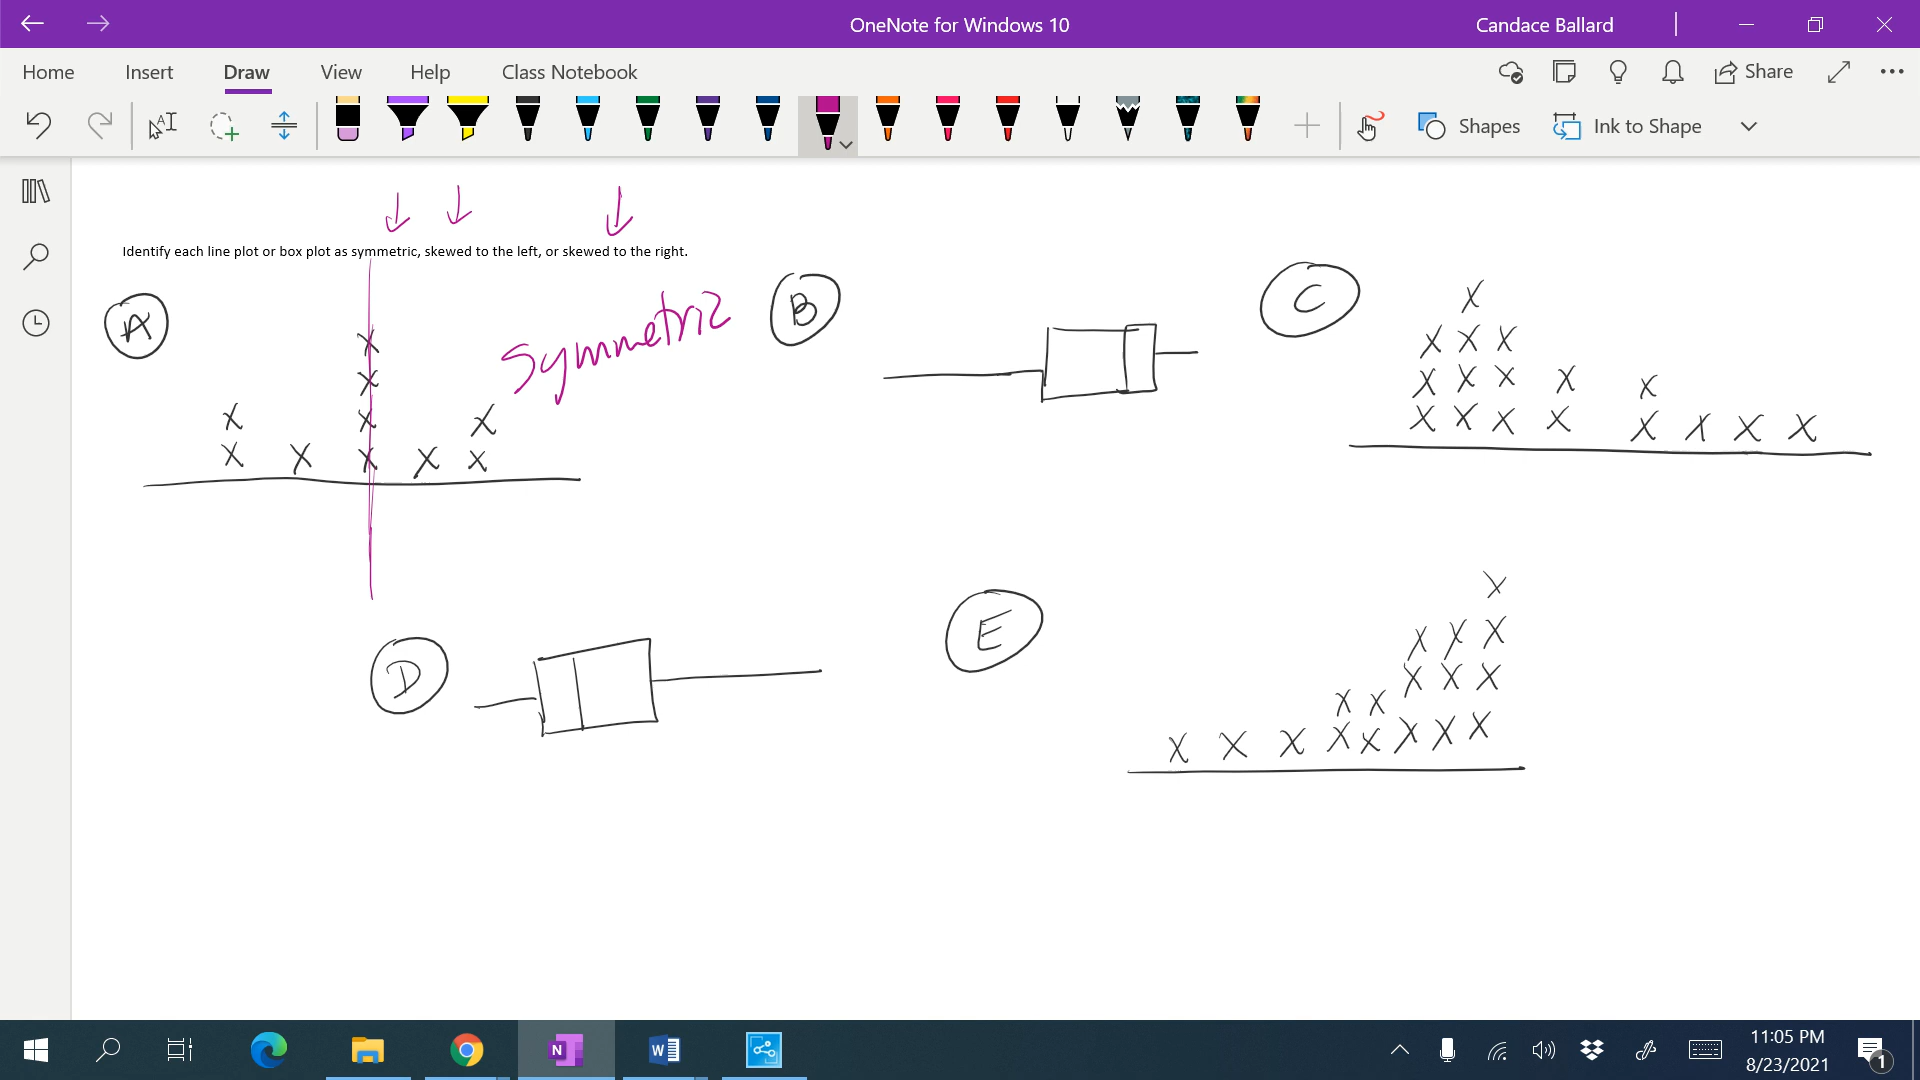 OneNote for Windows 10
Candace Ballard
Home Insert Draw View Help Class Notebook
Share
Shapes
Ink to Shape
Identify each line plot or box plot as symmetric, skewed to the left, or skewed to the right.
A
Symmetric
B
C
X
X X X
X X X X X
X X X X X X X X
X
X
X X X
X X X X X
D
E
X
X X X
X X X
X X
X X X X X X X X
11:05 PM
8/23/2021
1